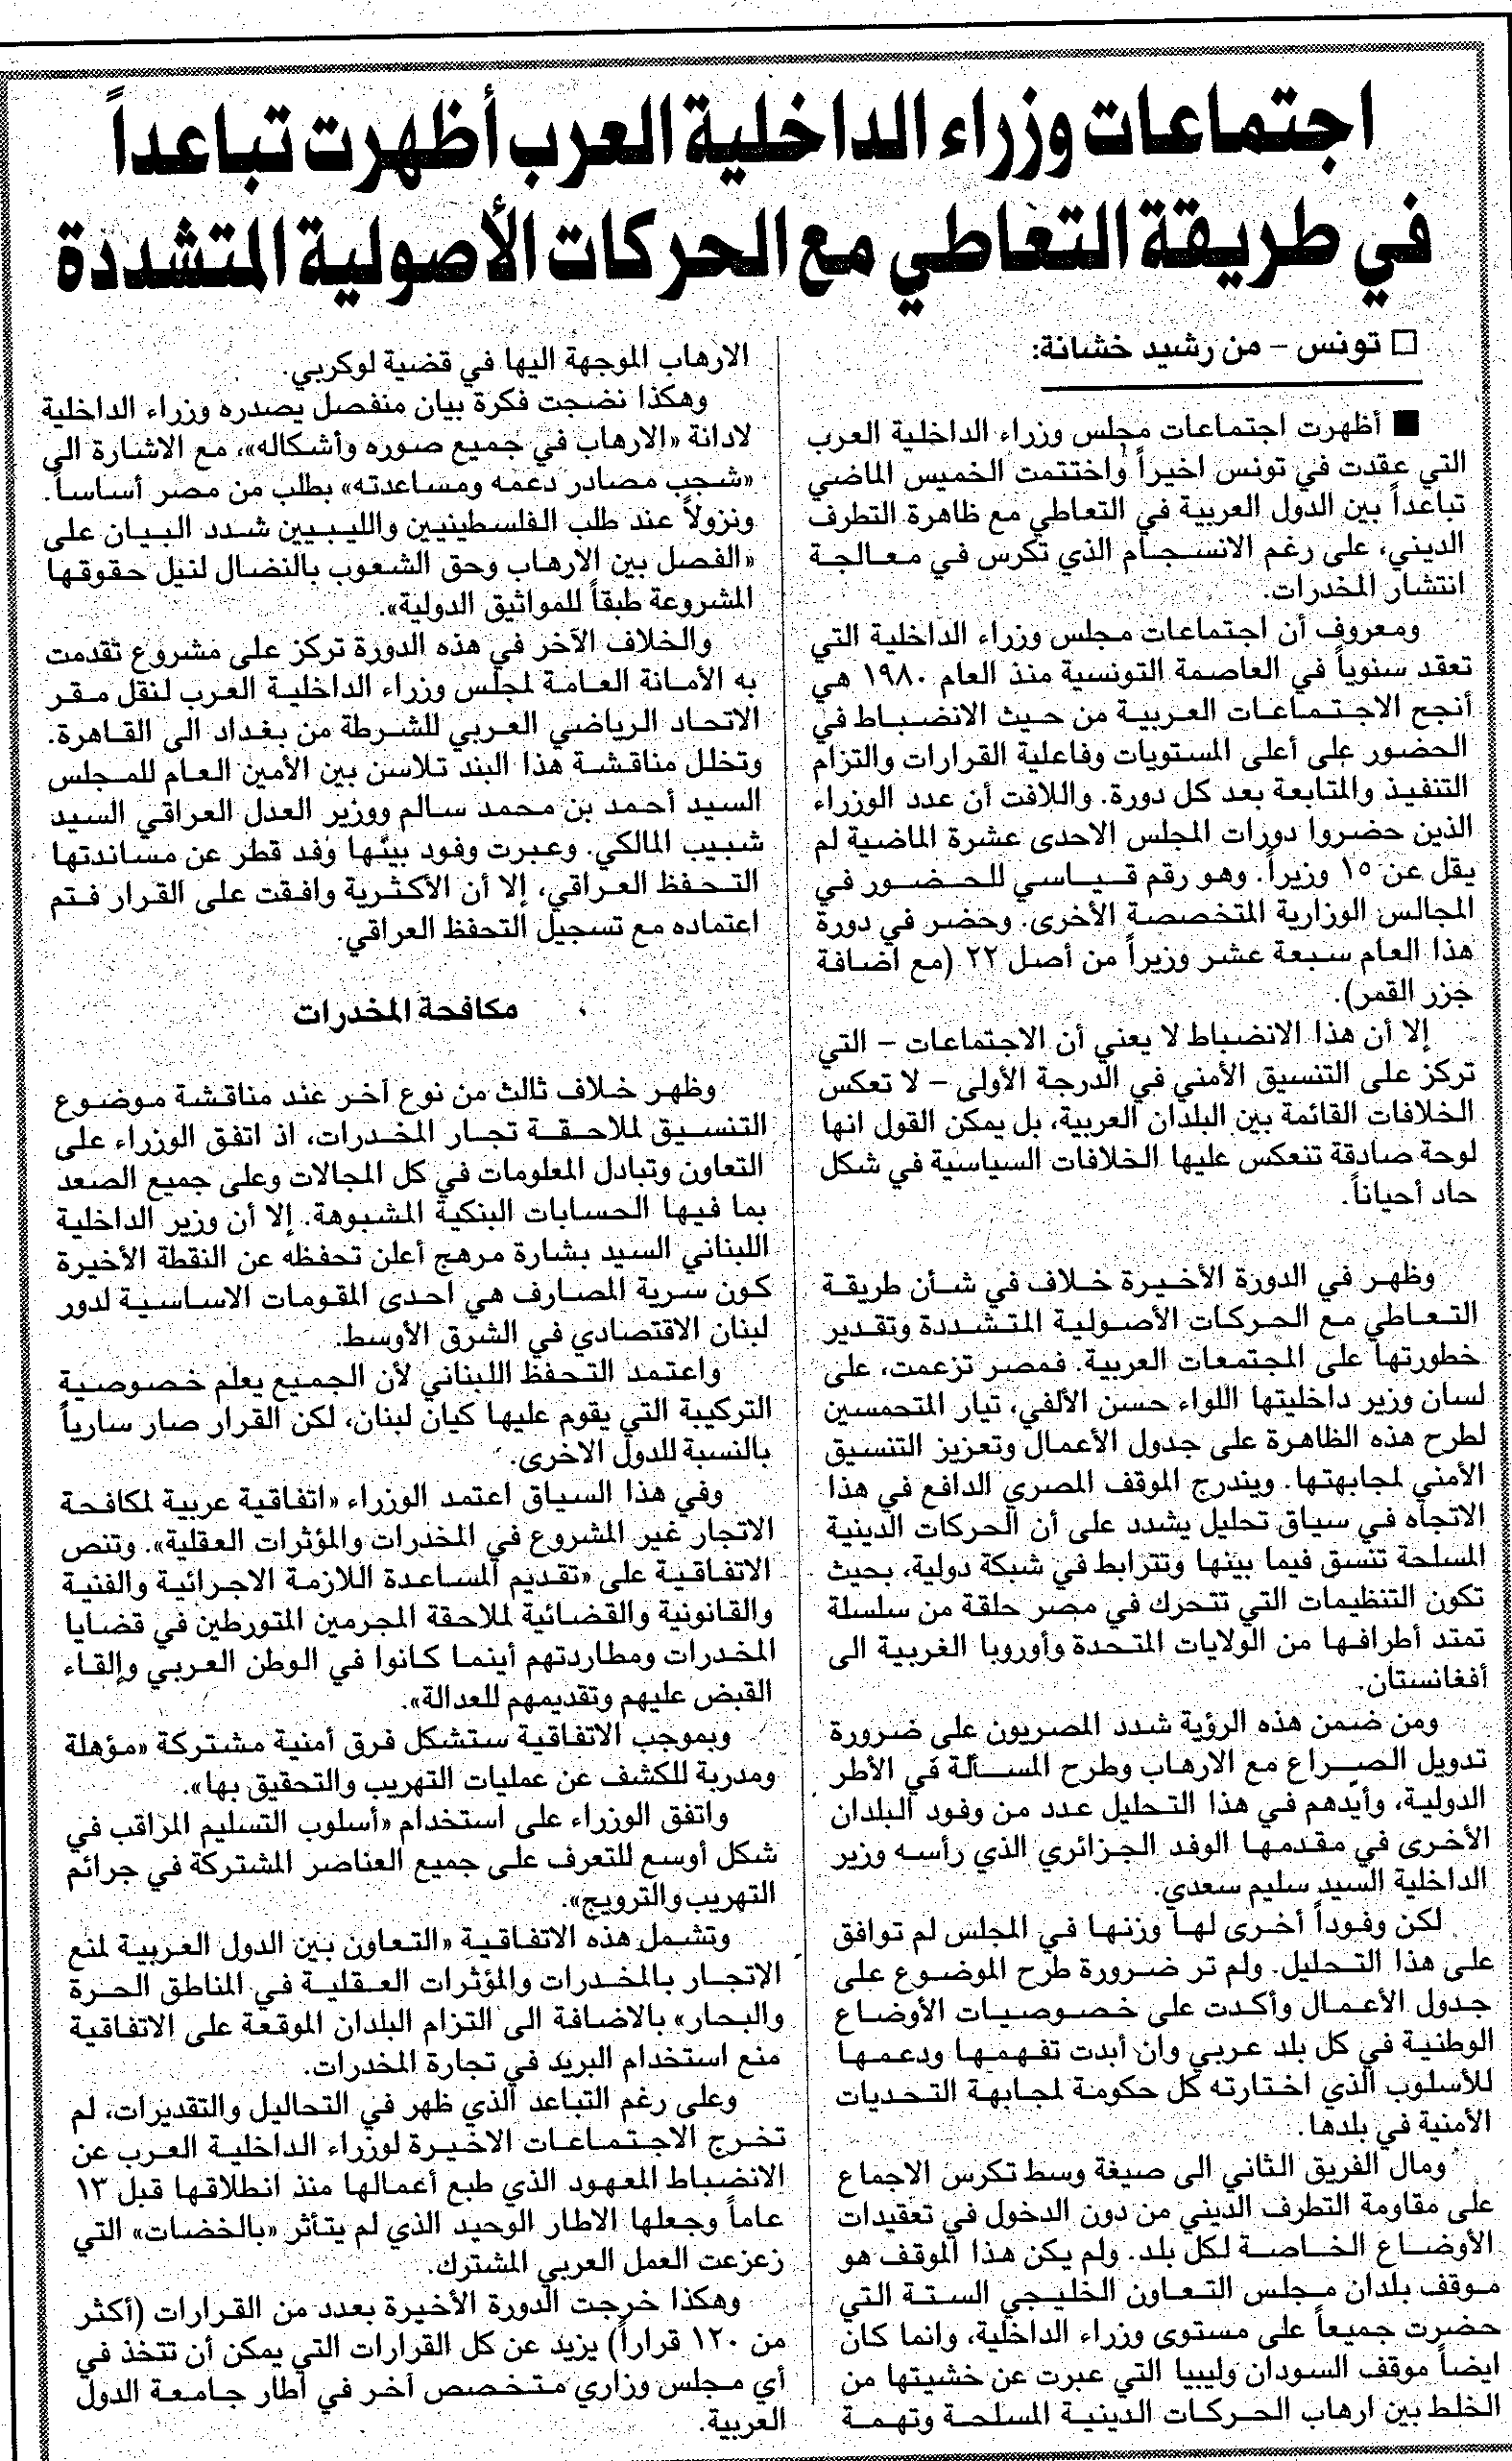 اجتماعات وزراء الداخلية العرب أظهرت تباعداً
في طريقة التعاطي مع الحركات الأصولية المتشددة
□ تونس - من رشيد خشانة:
■ أظهرت اجتماعات مجلس وزراء الداخلية العرب
التي عقدت في تونس اخيراً واختتمت الخميس الماضي
تباعداً بين الدول العربية في التعاطي مع ظاهرة التطرف
الديني، على رغم الانسجام الذي تكرس في معالجة
انتشار المخدرات.
ومعروف أن اجتماعات مجلس وزراء الداخلية التي
تعقد سنوياً في العاصمة التونسية منذ العام ١٩٨٠ هي
أنجح الاجتماعات العربية من حيث الانضباط في
الحضور على أعلى المستويات وفاعلية القرارات والتزام
التنفيذ والمتابعة بعد كل دورة. واللافت أن عدد الوزراء
الذين حضروا دورات المجلس الاحدى عشرة الماضية لم
يقل عن ١٥ وزيراً. وهو رقم قياسي للحضور في
المجالس الوزارية المتخصصة الأخرى. وحضر في دورة
هذا العام سبعة عشر وزيراً من أصل ٢٢ (مع اضافة
جزر القمر).
إلا أن هذا الانضباط لا يعني أن الاجتماعات - التي
تركز على التنسيق الأمني في الدرجة الأولى - لا تعكس
الخلافات القائمة بين البلدان العربية، بل يمكن القول انها
لوحة صادقة تنعكس عليها الخلافات السياسية في شكل
حاد أحياناً.
وظهر في الدورة الأخيرة خلاف في شأن طريقة
التعاطي مع الحركات الأصولية المتشددة وتقدير
خطورتها على المجتمعات العربية. فمصر تزعمت، على
لسان وزير داخليتها اللواء حسن الألفي، تيار المتحمسين
لطرح هذه الظاهرة على جدول الأعمال وتعزيز التنسيق
الأمني لمجابهتها. ويندرج الموقف المصري الدافع في هذا
الاتجاه في سياق تحليل يشدد على أن الحركات الدينية
المسلحة تنسق فيما بينها وتترابط في شبكة دولية، بحيث
تكون التنظيمات التي تتحرك في مصر حلقة من سلسلة
تمتد أطرافها من الولايات المتحدة وأوروبا الغربية الى
أفغانستان.
ومن ضمن هذه الرؤية شدد المصريون على ضرورة
تدويل الصراع مع الارهاب وطرح المسألة في الأطر
الدولية، وأيدهم في هذا التحليل عدد من وفود البلدان
الأخرى في مقدمها الوفد الجزائري الذي رأسه وزير
الداخلية السيد سليم سعدي.
لكن وفوداً أخرى لها وزنها في المجلس لم توافق
على هذا التحليل. ولم تر ضرورة طرح الموضوع على
جدول الأعمال وأكدت على خصوصيات الأوضاع
الوطنية في كل بلد عربي وان أبدت تفهمها ودعمها
للأسلوب الذي اختارته كل حكومة لمجابهة التحديات
الأمنية في بلدها.
ومال الفريق الثاني الى صيغة وسط تكرس الاجماع
على مقاومة التطرف الديني من دون الدخول في تعقيدات
الأوضاع الخاصة لكل بلد. ولم يكن هذا الموقف هو
موقف بلدان مجلس التعاون الخليجي الستة التي
حضرت جميعاً على مستوى وزراء الداخلية، وانما كان
ايضاً موقف السودان وليبيا التي عبرت عن خشيتها من
الخلط بين ارهاب الحركات الدينية المسلحة وتهمة
الارهاب الموجهة اليها في قضية لوكربي.
وهكذا نضجت فكرة بيان منفصل يصدره وزراء الداخلية
لادانة «الارهاب في جميع صوره وأشكاله»، مع الاشارة الى
«شجب مصادر دعمه ومساعدته» بطلب من مصر أساساً.
ونزولاً عند طلب الفلسطينيين والليبيين شدد البيان على
«الفصل بين الارهاب وحق الشعوب بالنضال لنيل حقوقها
المشروعة طبقاً للمواثيق الدولية».
والخلاف الآخر في هذه الدورة تركز على مشروع تقدمت
به الأمانة العامة لمجلس وزراء الداخلية العرب لنقل مقر
الاتحاد الرياضي العربي للشرطة من بغداد الى القاهرة.
وتخلل مناقشة هذا البند تلاسن بين الأمين العام للمجلس
السيد أحمد بن محمد سالم ووزير العدل العراقي السيد
شبيب المالكي. وعبرت وفود بينها وفد قطر عن مساندتها
التحفظ العراقي، إلا أن الأكثرية وافقت على القرار فتم
اعتماده مع تسجيل التحفظ العراقي.
مكافحة المخدرات
وظهر خلاف ثالث من نوع آخر عند مناقشة موضوع
التنسيق لملاحقة تجار المخدرات، اذ اتفق الوزراء على
التعاون وتبادل المعلومات في كل المجالات وعلى جميع الصعد
بما فيها الحسابات البنكية المشبوهة. إلا أن وزير الداخلية
اللبناني السيد بشارة مرهج أعلن تحفظه عن النقطة الأخيرة
كون سرية المصارف هي احدى المقومات الاساسية لدور
لبنان الاقتصادي في الشرق الأوسط.
واعتمد التحفظ اللبناني لأن الجميع يعلم خصوصية
التركيبة التي يقوم عليها كيان لبنان، لكن القرار صار سارياً
بالنسبة للدول الاخرى.
وفي هذا السياق اعتمد الوزراء «اتفاقية عربية لمكافحة
الاتجار غير المشروع في المخدرات والمؤثرات العقلية». وتنص
الاتفاقية على «تقديم المساعدة اللازمة الاجرائية والفنية
والقانونية والقضائية لملاحقة المجرمين المتورطين في قضايا
المخدرات ومطاردتهم أينما كانوا في الوطن العربي وإلقاء
القبض عليهم وتقديمهم للعدالة».
وبموجب الاتفاقية ستشكل فرق أمنية مشتركة «مؤهلة
ومدربة للكشف عن عمليات التهريب والتحقيق بها».
واتفق الوزراء على استخدام «أسلوب التسليم المراقب في
شكل أوسع للتعرف على جميع العناصر المشتركة في جرائم
التهريب والترويج».
وتشمل هذه الاتفاقية «التعاون بين الدول العربية لمنع
الإتجار بالمخدرات والمؤثرات العقلية في المناطق الحرة
والبحار» بالاضافة الى التزام البلدان الموقعة على الاتفاقية
منع استخدام البريد في تجارة المخدرات.
وعلى رغم التباعد الذي ظهر في التحاليل والتقديرات، لم
تخرج الاجتماعات الاخيرة لوزراء الداخلية العرب عن
الانضباط المعهود الذي طبع أعمالها منذ انطلاقها قبل ١٣
عاماً وجعلها الاطار الوحيد الذي لم يتأثر «بالخضات» التي
زعزعت العمل العربي المشترك.
وهكذا خرجت الدورة الأخيرة بعدد من القرارات (أكثر
من ١٢٠ قراراً) يزيد عن كل القرارات التي يمكن أن تتخذ في
أي مجلس وزاري متخصص آخر في اطار جامعة الدول
العربية.